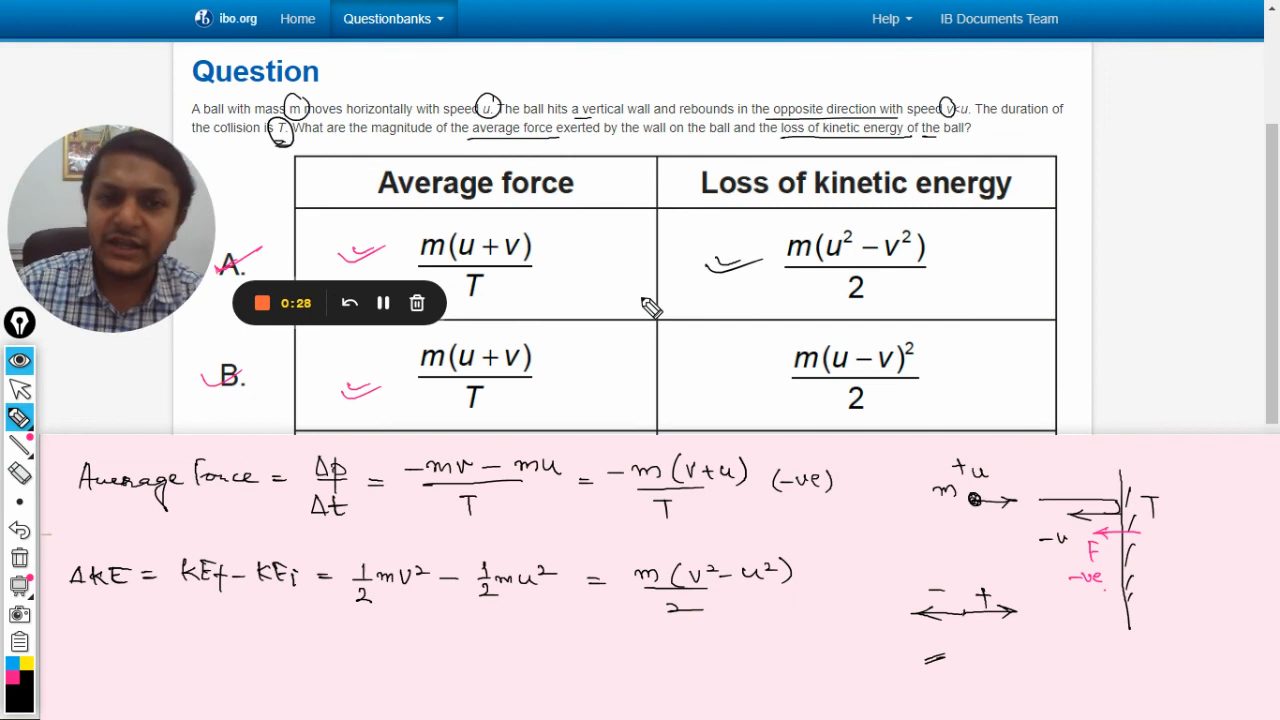 ibo.org Home Questionbanks Help IB Documents Team
Question
A ball with mass m moves horizontally with speed u. The ball hits a vertical wall and rebounds in the opposite direction with speed v<u. The duration of
the collision is T. What are the magnitude of the average force exerted by the wall on the ball and the loss of kinetic energy of the ball?
Average force Loss of kinetic energy
A. m(u + v)/T m(u² − v²)/2
0:28
B. m(u + v)/T m(u − v)²/2
Average force = Δp/Δt = (-mv - mu)/T = -m(v+u)/T (-ve)
+u
m
T
-v
F
-ve
ΔKE = KEf - KEi = 1/2 mv² - 1/2 mu² = m(v² - u²)/2
- +